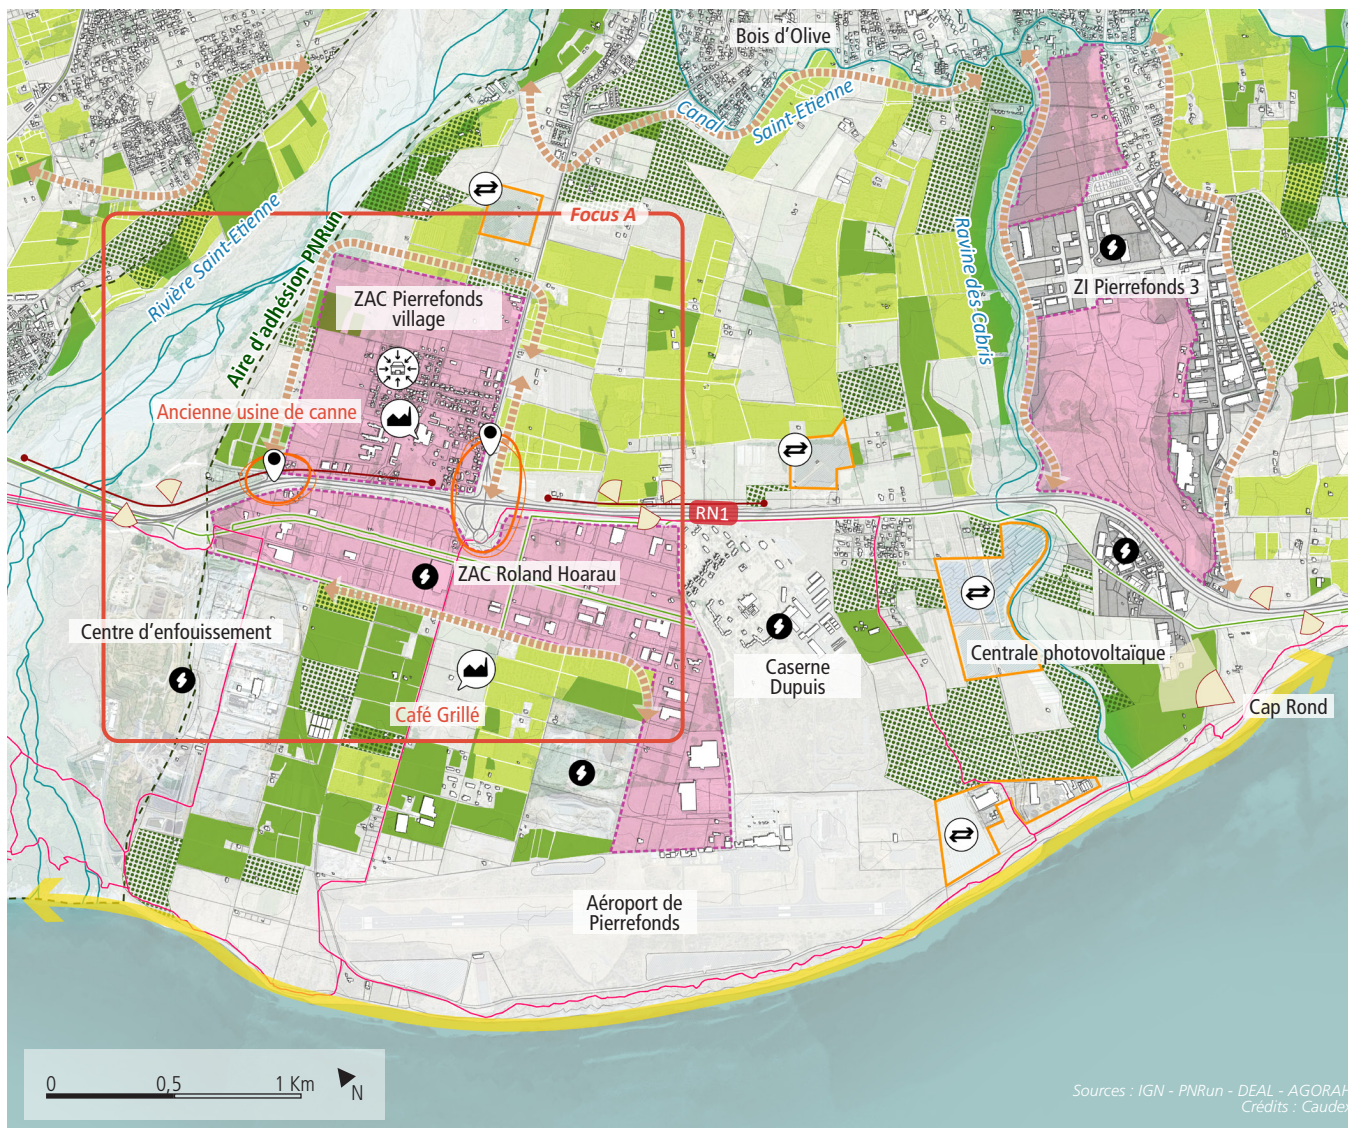 Bois d’Olive
Canal
Saint-Etienne
Rivière Saint-Etienne
Aire d'adhésion PNRun
Focus A
Ravine des Cabris
ZI Pierrefonds 3
ZAC Pierrefonds
village
Ancienne usine de canne
RN1
ZAC Roland Hoarau
Centre d’enfouissement
Caserne
Dupuis
Centrale photovoltaïque
Café Grillé
Cap Rond
Aéroport de
Pierrefonds
0 0,5 1 Km
N
Sources : IGN - PNRun - DEAL - AGORAH
Crédits : Caudex